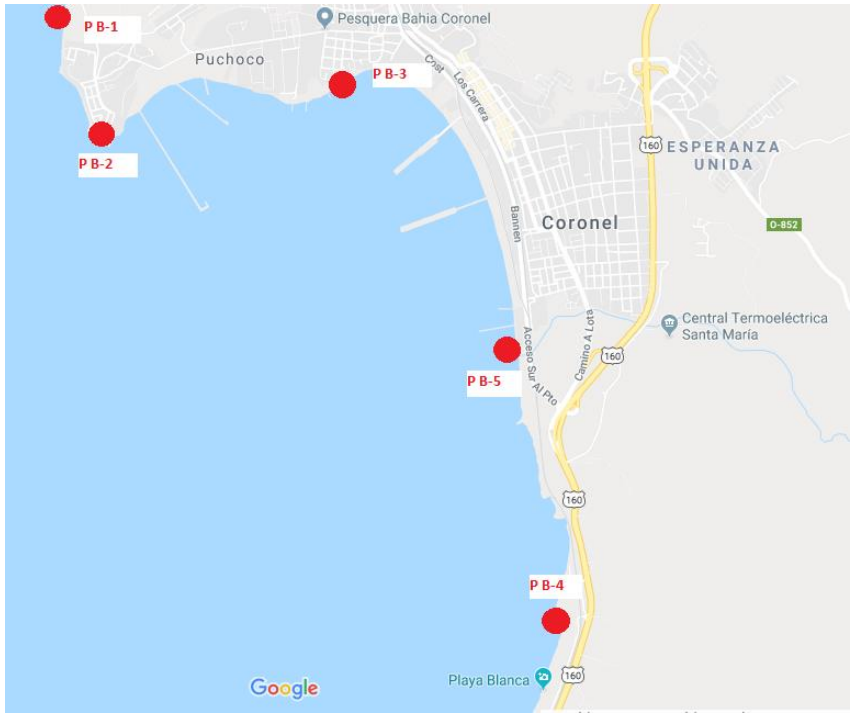 P B-1
Pesquera Bahia Coronel
Puchoco
P B-3
Cost
Los Carrera
P B-2
160
ESPERANZA
UNIDA
Bannen
Coronel
O-852
Central Termoeléctrica
Santa María
Camino A Lota
Acceso Sur Al Pto
160
P B-5
160
P B-4
Playa Blanca
160
Google